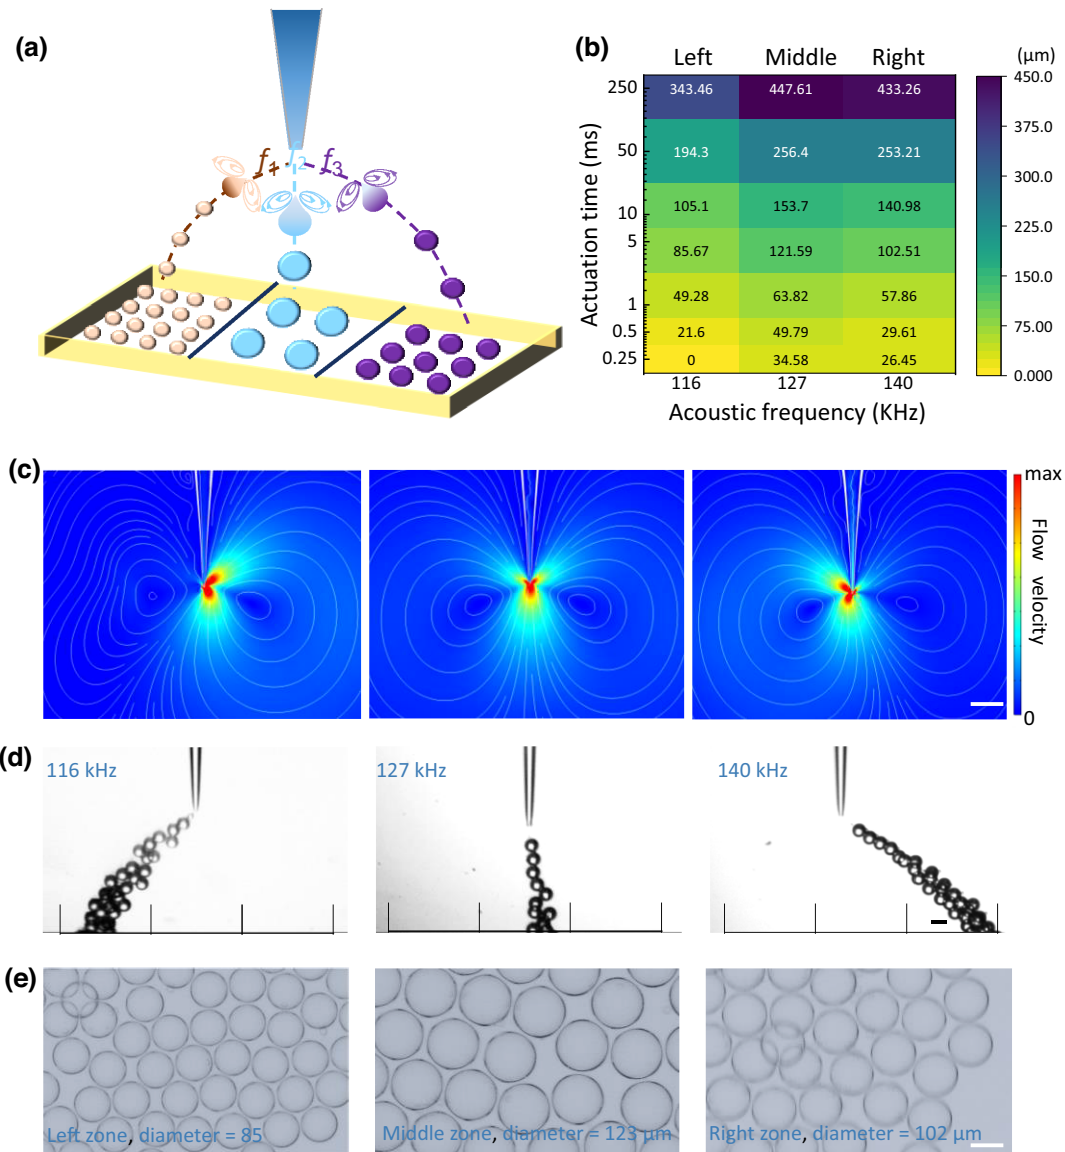 (a)
f1 f2 f3
(b)
Left Middle Right (μm)
250 343.46 447.61 433.26
50 194.3 256.4 253.21
10 105.1 153.7 140.98
5 85.67 121.59 102.51
1 49.28 63.82 57.86
0.5 21.6 49.79 29.61
0.25 0 34.58 26.45
116 127 140
Actuation time (ms)
Acoustic frequency (KHz)
450.0
375.0
300.0
225.0
150.0
75.00
0.000
(c)
max
Flow velocity
0
(d)
116 kHz
127 kHz
140 kHz
(e)
Left zone, diameter = 85
Middle zone, diameter = 123 μm
Right zone, diameter = 102 μm